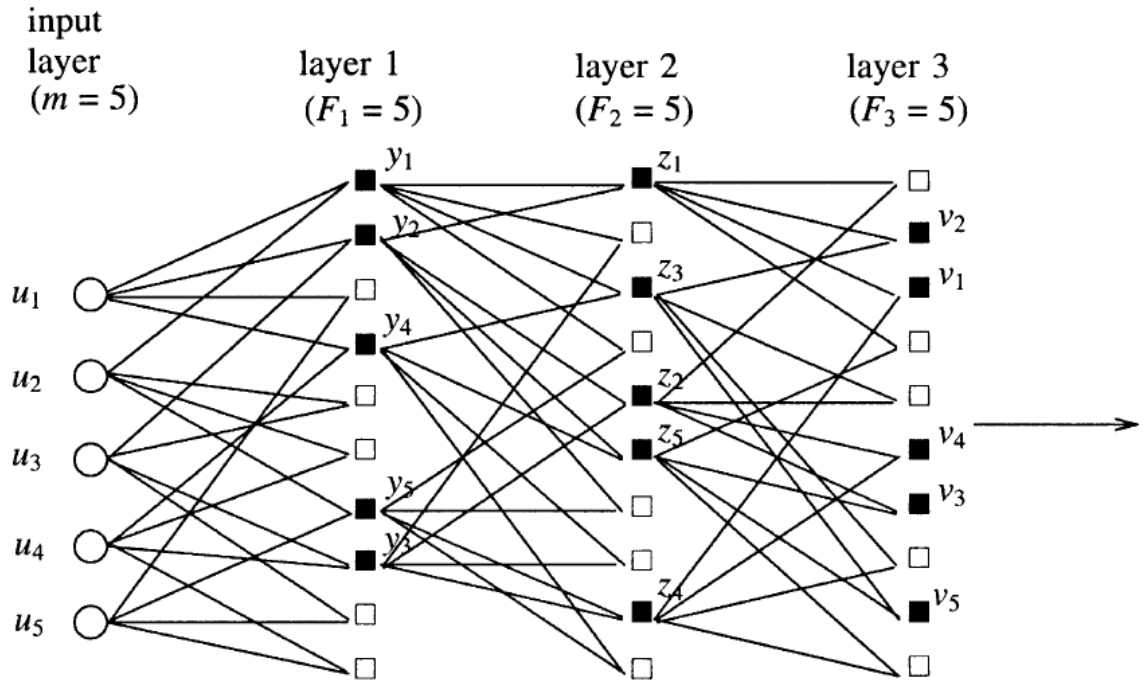 input
layer
(m = 5)
layer 1
(F₁ = 5)
layer 2
(F₂ = 5)
layer 3
(F₃ = 5)
u₁
u₂
u₃
u₄
u₅
y₁
y₂
y₄
y₅
y₃
z₁
z₃
z₂
z₅
z₄
v₂
v₁
v₄
v₃
v₅